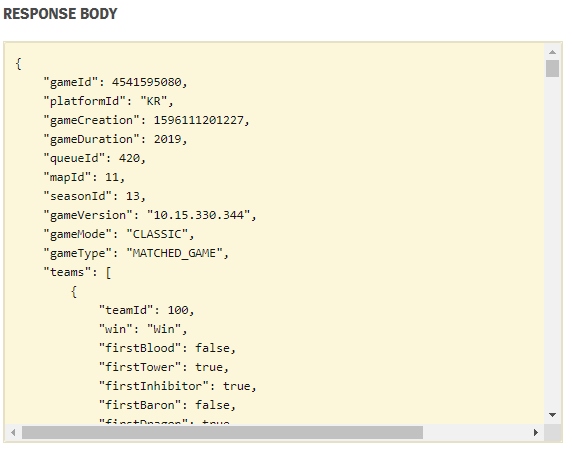 RESPONSE BODY
{
    "gameId": 4541595080,
    "platformId": "KR",
    "gameCreation": 1596111201227,
    "gameDuration": 2019,
    "queueId": 420,
    "mapId": 11,
    "seasonId": 13,
    "gameVersion": "10.15.330.344",
    "gameMode": "CLASSIC",
    "gameType": "MATCHED_GAME",
    "teams": [
        {
            "teamId": 100,
            "win": "Win",
            "firstBlood": false,
            "firstTower": true,
            "firstInhibitor": true,
            "firstBaron": false,
            "firstDragon": true,